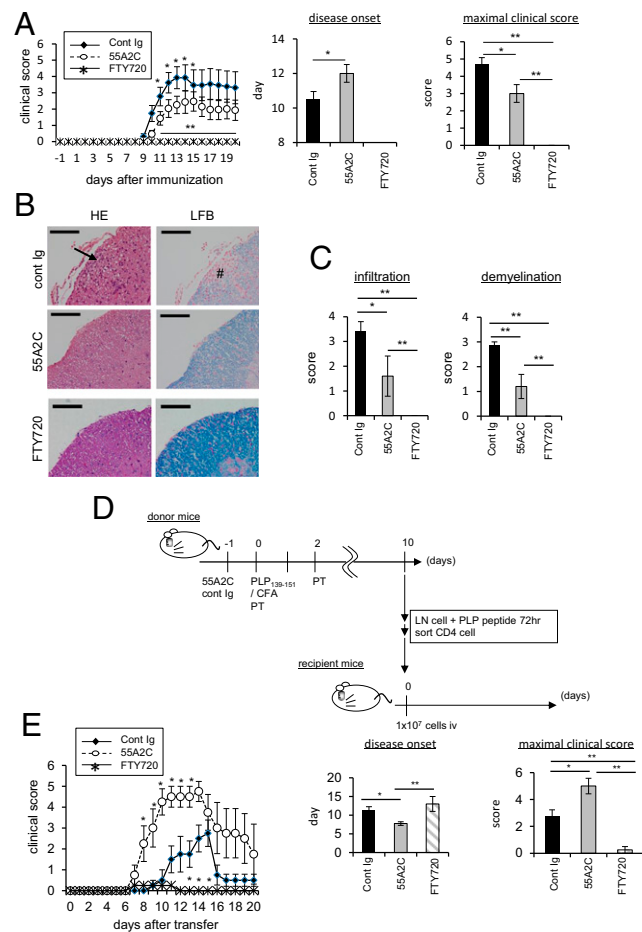 A
clinical score
6
5
4
3
2
1
0
Cont Ig
55A2C
FTY720
* * * * *
**
-1 1 3 5 7 9 11 13 15 17 19
days after immunization
disease onset
day
12
10
8
14
*
Cont Ig
55A2C
FTY720
maximal clinical score
score
6
5
4
3
2
1
0
**
*
**
Cont Ig
55A2C
FTY720
B
HE
LFB
cont Ig
#
55A2C
FTY720
C
infiltration
score
4
3
2
1
0
**
*
**
Cont Ig
55A2C
FTY720
demyelination
score
4
3
2
1
0
**
**
**
Cont Ig
55A2C
FTY720
D
donor mice
-1 0 2 10
(days)
55A2C
cont Ig
PLP139-151
/ CFA
PT
PT
LN cell + PLP peptide 72hr
sort CD4 cell
recipient mice
0
(days)
1x10⁷ cells iv
E
Cont Ig
55A2C
FTY720
clinical score
6
5
4
3
2
1
0
* * * * * *
* * *
0 2 4 6 8 10 12 14 16 18 20
days after transfer
disease onset
day
20
15
10
5
0
*
**
Cont Ig
55A2C
FTY720
maximal clinical score
score
6
4
2
0
**
*
**
Cont Ig
55A2C
FTY720